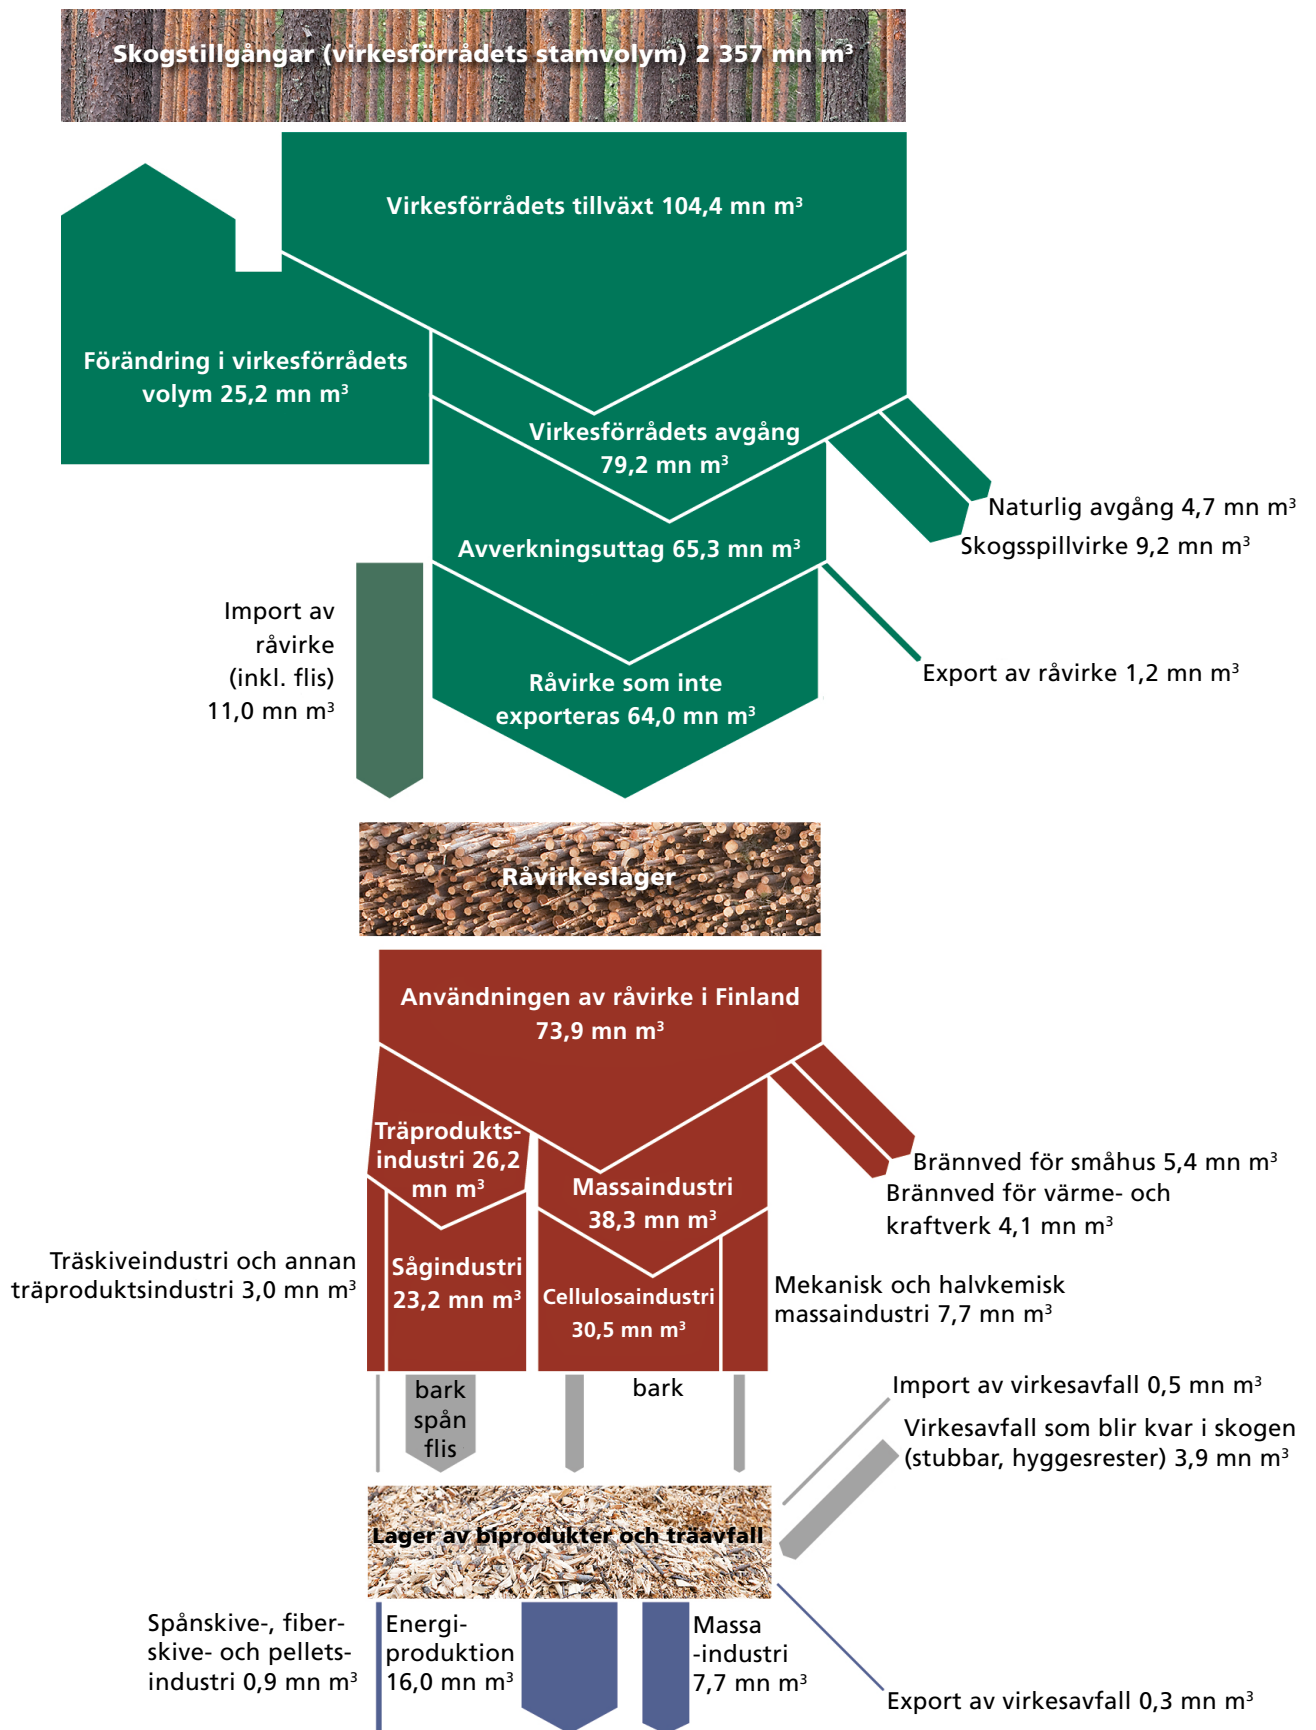 Skogstillgångar (virkesförrådets stamvolym) 2 357 mn m³
Virkesförrådets tillväxt 104,4 mn m³
Förändring i virkesförrådets
volym 25,2 mn m³
Virkesförrådets avgång
79,2 mn m³
Naturlig avgång 4,7 mn m³
Skogsspillvirke 9,2 mn m³
Avverkningsuttag 65,3 mn m³
Import av
råvirke
(inkl. flis)
11,0 mn m³
Export av råvirke 1,2 mn m³
Råvirke som inte
exporteras 64,0 mn m³
Råvirkeslager
Användningen av råvirke i Finland
73,9 mn m³
Träprodukts-
industri 26,2
mn m³
Massaindustri
38,3 mn m³
Brännved för småhus 5,4 mn m³
Brännved för värme- och
kraftverk 4,1 mn m³
Träskiveindustri och annan
träproduktsindustri 3,0 mn m³
Sågindustri
23,2 mn m³
Cellulosaindustri
30,5 mn m³
Mekanisk och halvkemisk
massaindustri 7,7 mn m³
bark
spån
flis
bark
Import av virkesavfall 0,5 mn m³
Virkesavfall som blir kvar i skogen
(stubbar, hyggesrester) 3,9 mn m³
Lager av biprodukter och träavfall
Spånskive-, fiber-
skive- och pellets-
industri 0,9 mn m³
Energi-
produktion
16,0 mn m³
Massa
-industri
7,7 mn m³
Export av virkesavfall 0,3 mn m³